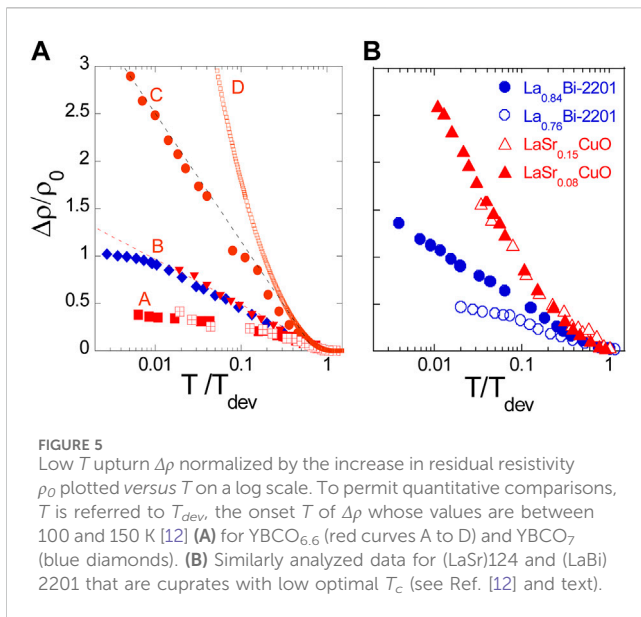 A
B
3
2.5
2
1.5
1
0.5
0
Δρ/ρ0
C
D
B
A
0.01
0.1
1
T/Tdev
La0.84Bi-2201
La0.76Bi-2201
LaSr0.15CuO
LaSr0.08CuO
0.01
0.1
1
T/Tdev
FIGURE 5
Low T upturn Δρ normalized by the increase in residual resistivity
ρ0 plotted versus T on a log scale. To permit quantitative comparisons,
T is referred to Tdev, the onset T of Δρ whose values are between
100 and 150 K [12] (A) for YBCO6.6 (red curves A to D) and YBCO7
(blue diamonds). (B) Similarly analyzed data for (LaSr)124 and (LaBi)
2201 that are cuprates with low optimal Tc (see Ref. [12] and text).